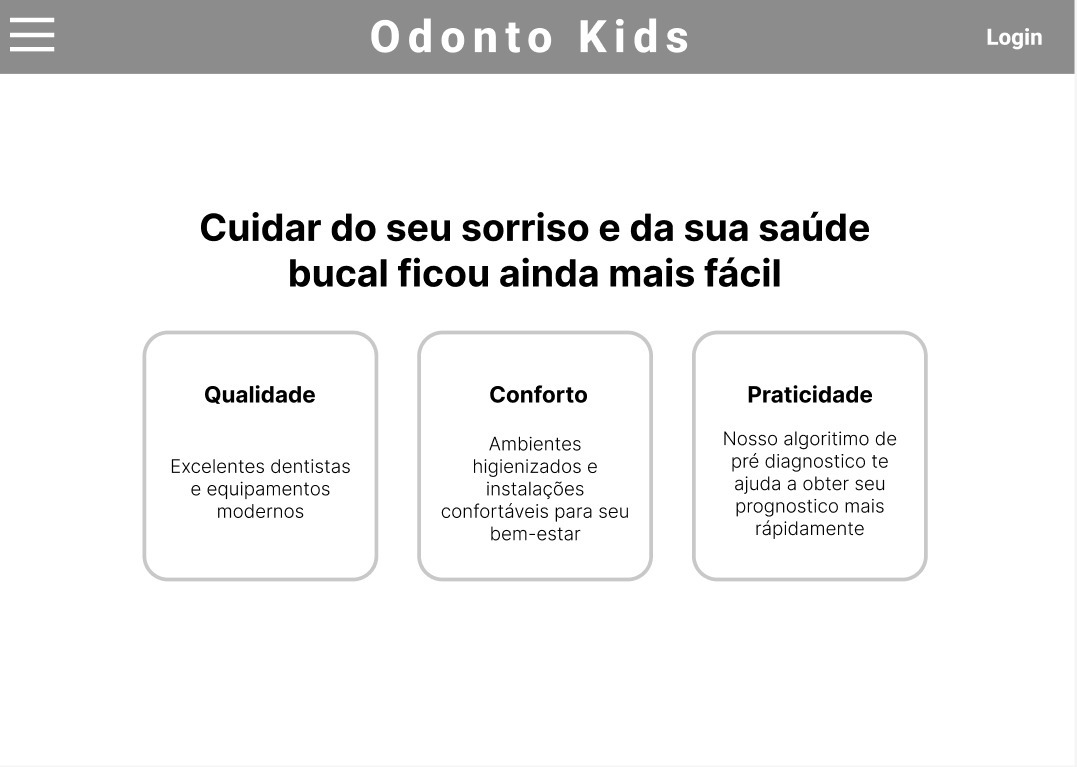 Odonto Kids
Login
Cuidar do seu sorriso e da sua saúde
bucal ficou ainda mais fácil
Qualidade
Excelentes dentistas
e equipamentos
modernos
Conforto
Ambientes
higienizados e
instalações
confortáveis para seu
bem-estar
Praticidade
Nosso algoritimo de
pré diagnostico te
ajuda a obter seu
prognostico mais
rápidamente